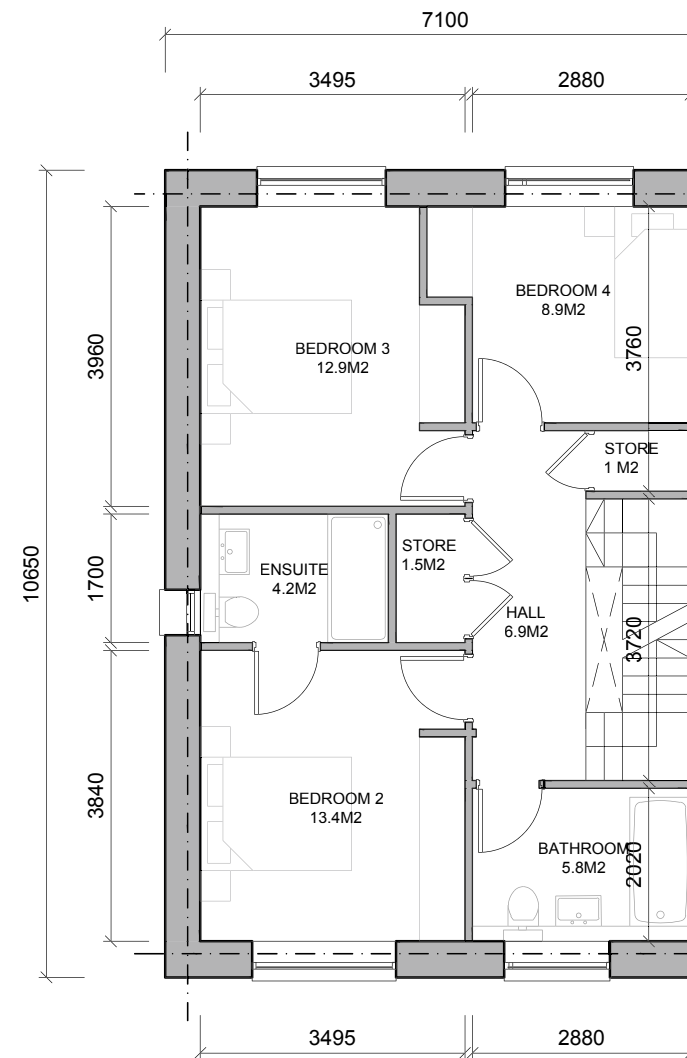 7100
3495
2880
BEDROOM 4
8.9M2
BEDROOM 3
12.9M2
3960
3760
STORE
1 M2
STORE
1.5M2
ENSUITE
4.2M2
10650
1700
HALL
6.9M2
3720
BEDROOM 2
13.4M2
3840
BATHROOM
5.8M2
2020
3495
2880